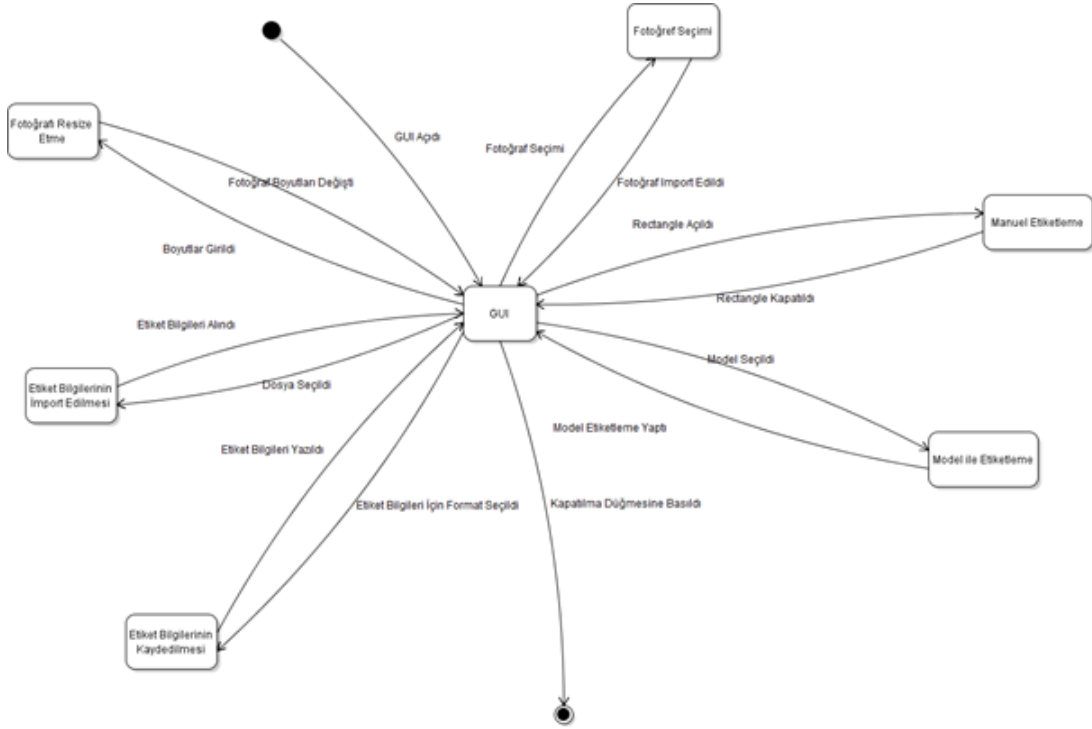 Fotoğref Seçimi
Fotoğrafı Resize
Etme
GUI Açıdı
Fotoğraf Seçimi
Fotoğraf Import Edildi
Fotoğraf Boyutları Değişti
Manuel Etiketleme
Rectangle Açıldı
Boyutlar Girildi
Rectangle Kapatıldı
GUI
Etiket Bilgileri Alındı
Model Seçildi
Dosya Seçildi
Etiket Bilgilerinin
İmport Edilmesi
Model Etiketleme Yaptı
Etiket Bilgileri Yazıldı
Model ile Etiketleme
Etiket Bilgileri İçin Format Seçildi
Kapatılma Düğmesine Basıldı
Etiket Bilgilerinin
Kaydedilmesi